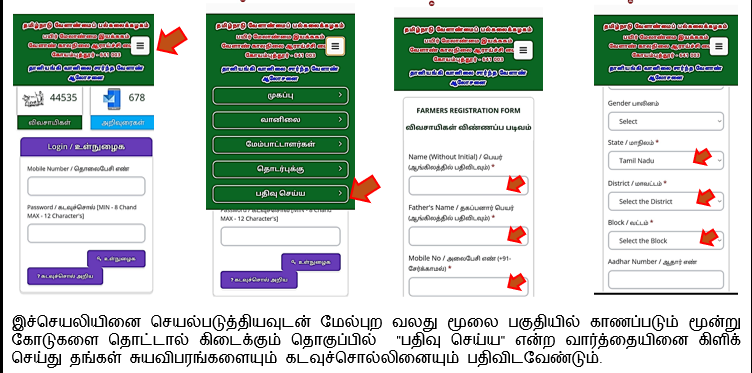 தமிழ்நாடு வேளாண்மைப் பல்கலைக்கழகம்
பயிர் மேலாண்மை இயக்ககம்
வேளாண் காலநிலை ஆராய்ச்சி மை
கோயம்புத்தூர் - 641 003
தானியங்கி வானிலை சார்ந்த வேளாண்
ஆலோசனை
44535
678
விவசாயிகள்
அறிவுரைகள்
Login / உள்நுழைக
Mobile Number / தொலைபேசி எண்
Password / கடவுச்சொல் [MIN - 8 Chand
MAX - 12 Character's]
உள்நுழைக
? கடவுச்சொல் அறிய
தமிழ்நாடு வேளாண்மைப் பல்கலைக்கழகம்
பயிர் மேலாண்மை இயக்ககம்
வேளாண் காலநிலை ஆராய்ச்சி மை
கோயம்புத்தூர் - 641 003
தானியங்கி வானிலை சார்ந்த வேளாண்
ஆலோசனை
முகப்பு
வானிலை
மேம்பாட்டாளர்கள்
தொடர்புக்கு
பதிவு செய்ய
Password / கடவுச்சொல் [MIN - 8 Chand
MAX - 12 Character's]
உள்நுழைக
? கடவுச்சொல் அறிய
தமிழ்நாடு வேளாண்மைப் பல்கலைக்கழகம்
பயிர் மேலாண்மை இயக்ககம்
வேளாண் காலநிலை ஆராய்ச்சி மை
கோயம்புத்தூர் - 641 003
தானியங்கி வானிலை சார்ந்த வேளாண்
ஆலோசனை
FARMERS REGISTRATION FORM
விவசாயிகள் விண்ணப்ப படிவம்
Name (Without Initial) / பெயர்
(ஆங்கிலத்தில் பதிவிடவும்) *
Father's Name / தகப்பனார் பெயர்
(ஆங்கிலத்தில் பதிவிடவும்) *
Mobile No / அலைபேசி எண் (+91-
சேர்க்காமல்) *
தமிழ்நாடு வேளாண்மைப் பல்கலைக்கழகம்
பயிர் மேலாண்மை இயக்ககம்
வேளாண் காலநிலை ஆராய்ச்சி மை
கோயம்புத்தூர் - 641 003
தானியங்கி வானிலை சார்ந்த வேளாண்
ஆலோசனை
Gender பாலினம்
Select
State / மாநிலம் *
Tamil Nadu
District / மாவட்டம் *
Select the District
Block / வட்டம் *
Select the Block
Aadhar Number / ஆதார் எண்
இச்செயலியினை செயல்படுத்தியவுடன் மேல்புற வலது மூலை பகுதியில் காணப்படும் மூன்று
கோடுகளை தொட்டால் கிடைக்கும் தொகுப்பில் "பதிவு செய்ய" என்ற வார்த்தையினை கிளிக்
செய்து தங்கள் சுயவிபரங்களையும் கடவுச்சொல்லினையும் பதிவிடவேண்டும்.